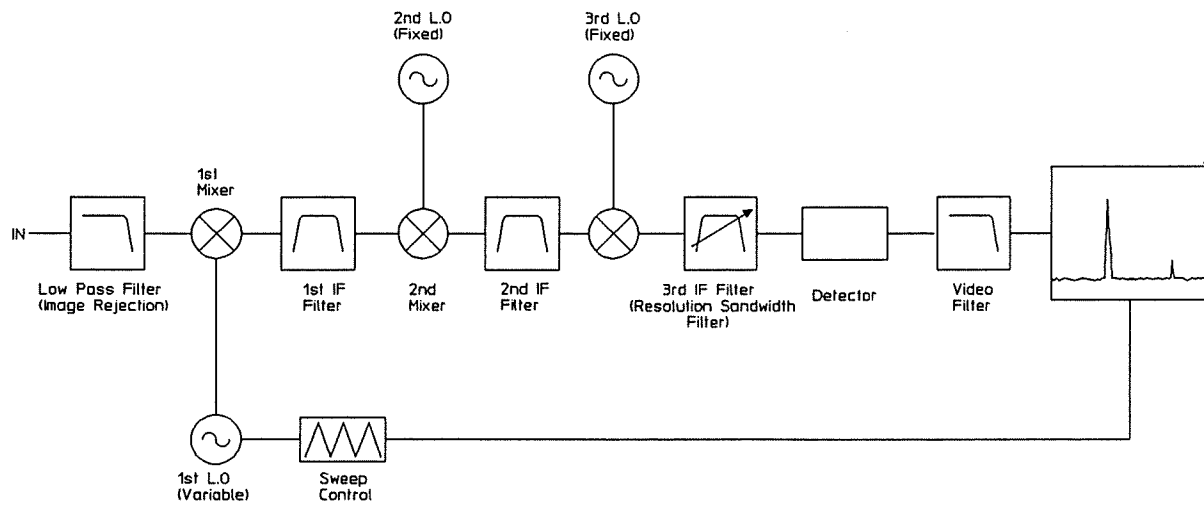 2nd L.O
(Fixed)
3rd L.O
(Fixed)
1st
Mixer
IN
Low Pass Filter
(Image Rejection)
1st IF
Filter
2nd
Mixer
2nd IF
Filter
3rd IF Filter
(Resolution Sandwidth
Filter)
Detector
Video
Filter
1st L.O
(Variable)
Sweep
Control